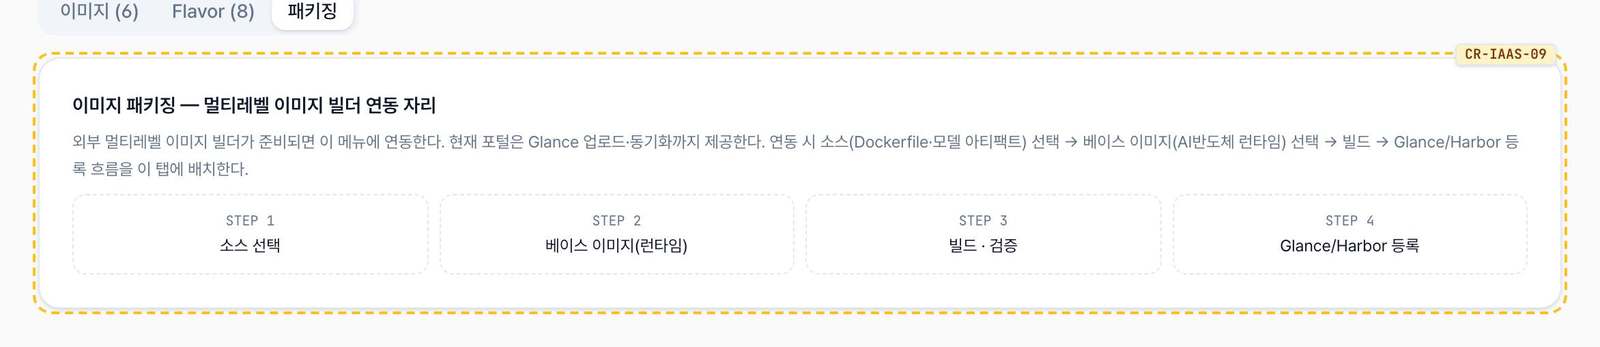 이미지 (6) Flavor (8) 패키징
CR-IAAS-09
이미지 패키징 — 멀티레벨 이미지 빌더 연동 자리
외부 멀티레벨 이미지 빌더가 준비되면 이 메뉴에 연동한다. 현재 포털은 Glance 업로드·동기화까지 제공한다. 연동 시 소스(Dockerfile·모델 아티팩트) 선택 → 베이스 이미지(AI반도체 런타임) 선택 → 빌드 → Glance/Harbor 등
록 흐름을 이 탭에 배치한다.
STEP 1
소스 선택
STEP 2
베이스 이미지(런타임)
STEP 3
빌드 · 검증
STEP 4
Glance/Harbor 등록